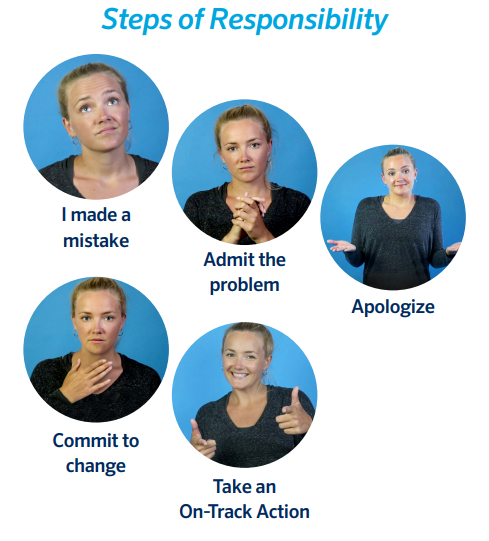 Steps of Responsibility
I made a
mistake
Admit the
problem
Apologize
Commit to
change
Take an
On-Track Action